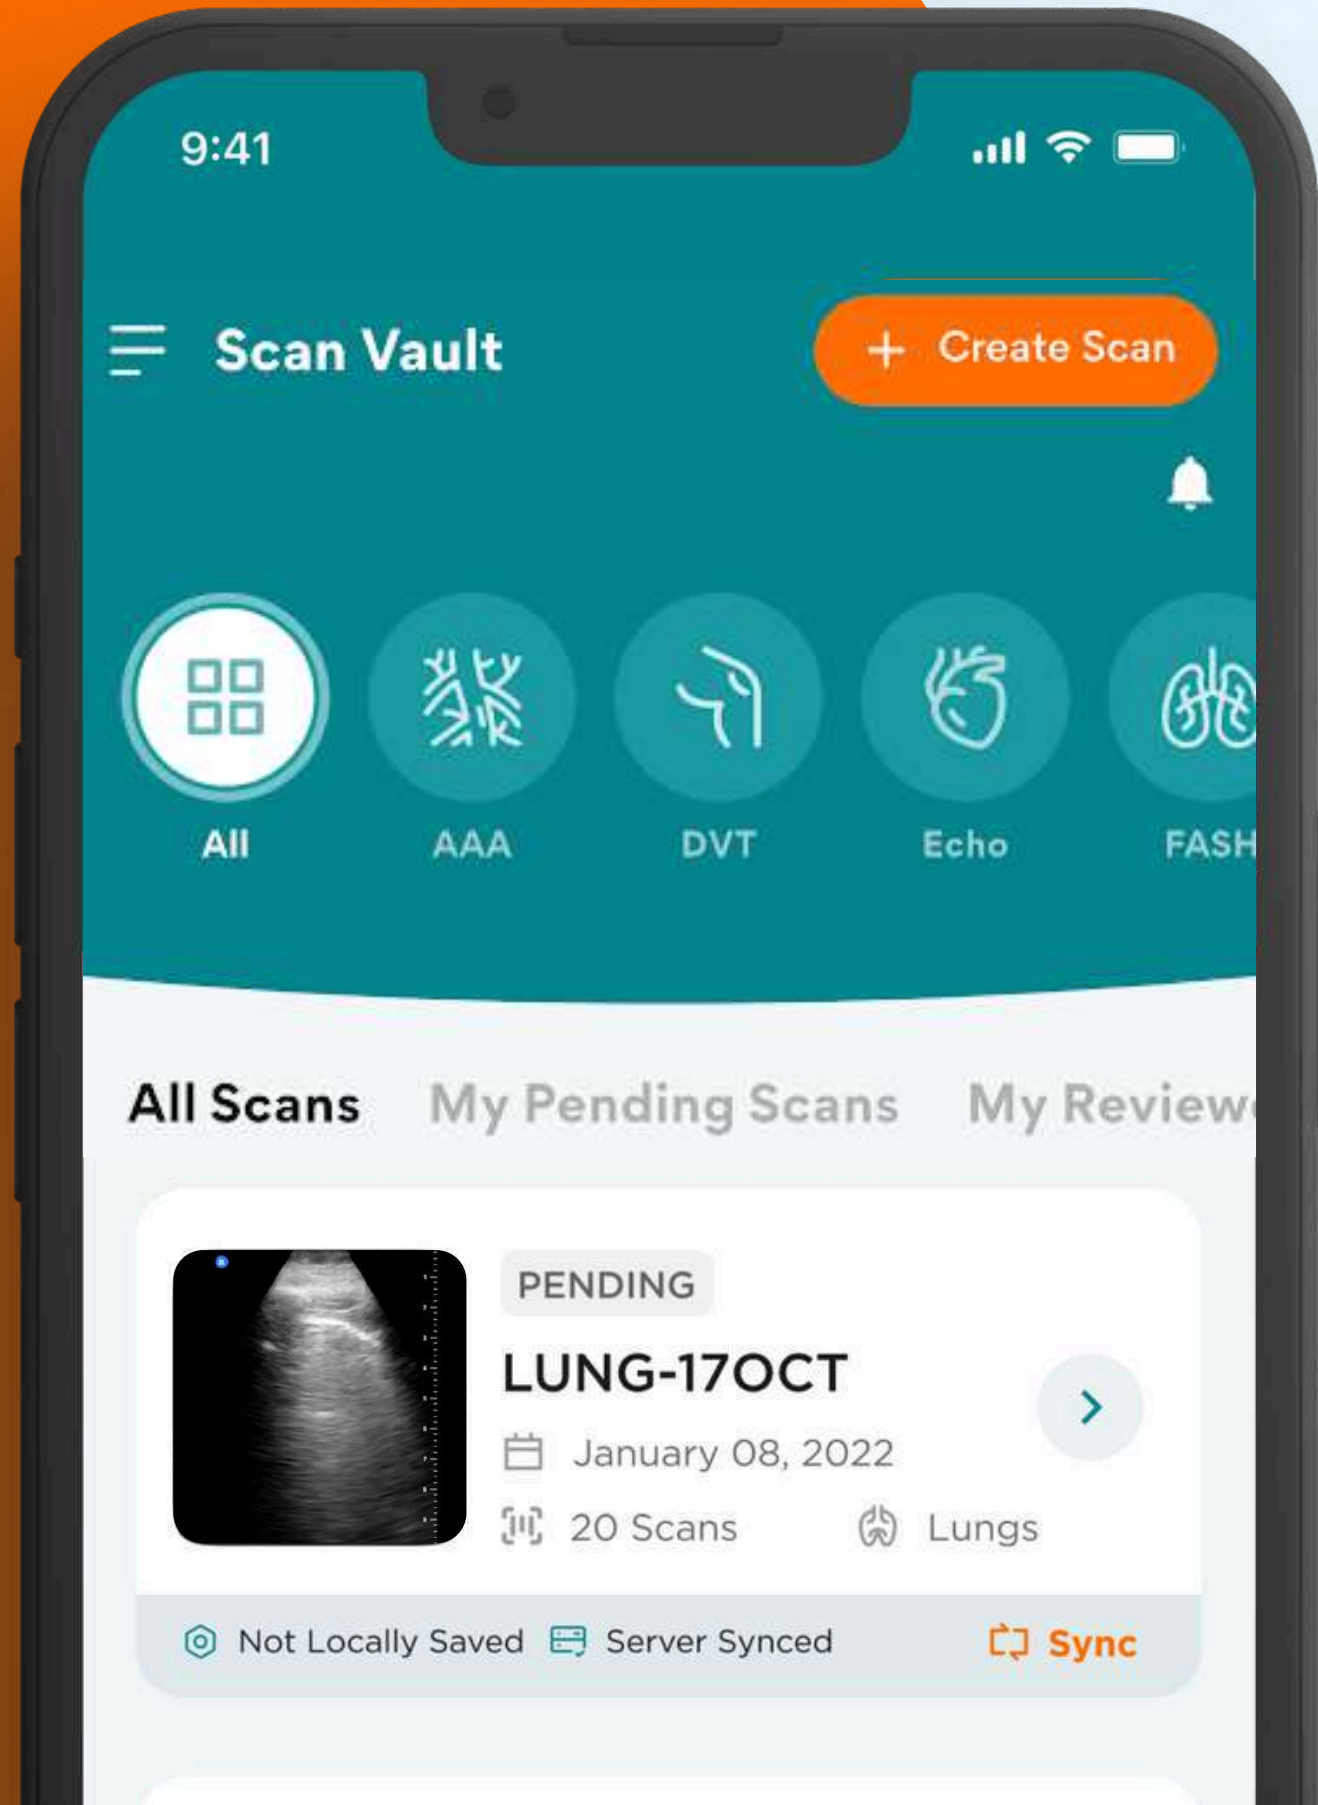 9:41
Scan Vault
+ Create Scan
All
AAA
DVT
Echo
FASH
All Scans
My Pending Scans
My Review
PENDING
LUNG-17OCT
January 08, 2022
20 Scans
Lungs
Not Locally Saved
Server Synced
Sync